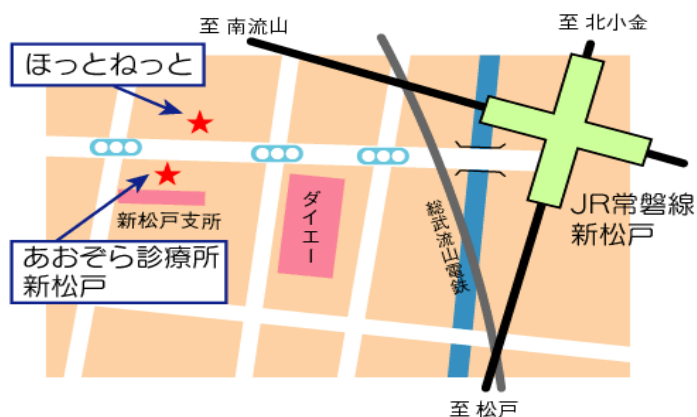 至 南流山
至 北小金
ほっとねっと
新松戸支所
ダイエー
総武流山電鉄
JR常磐線
新松戸
あおぞら診療所
新松戸
至 松戸